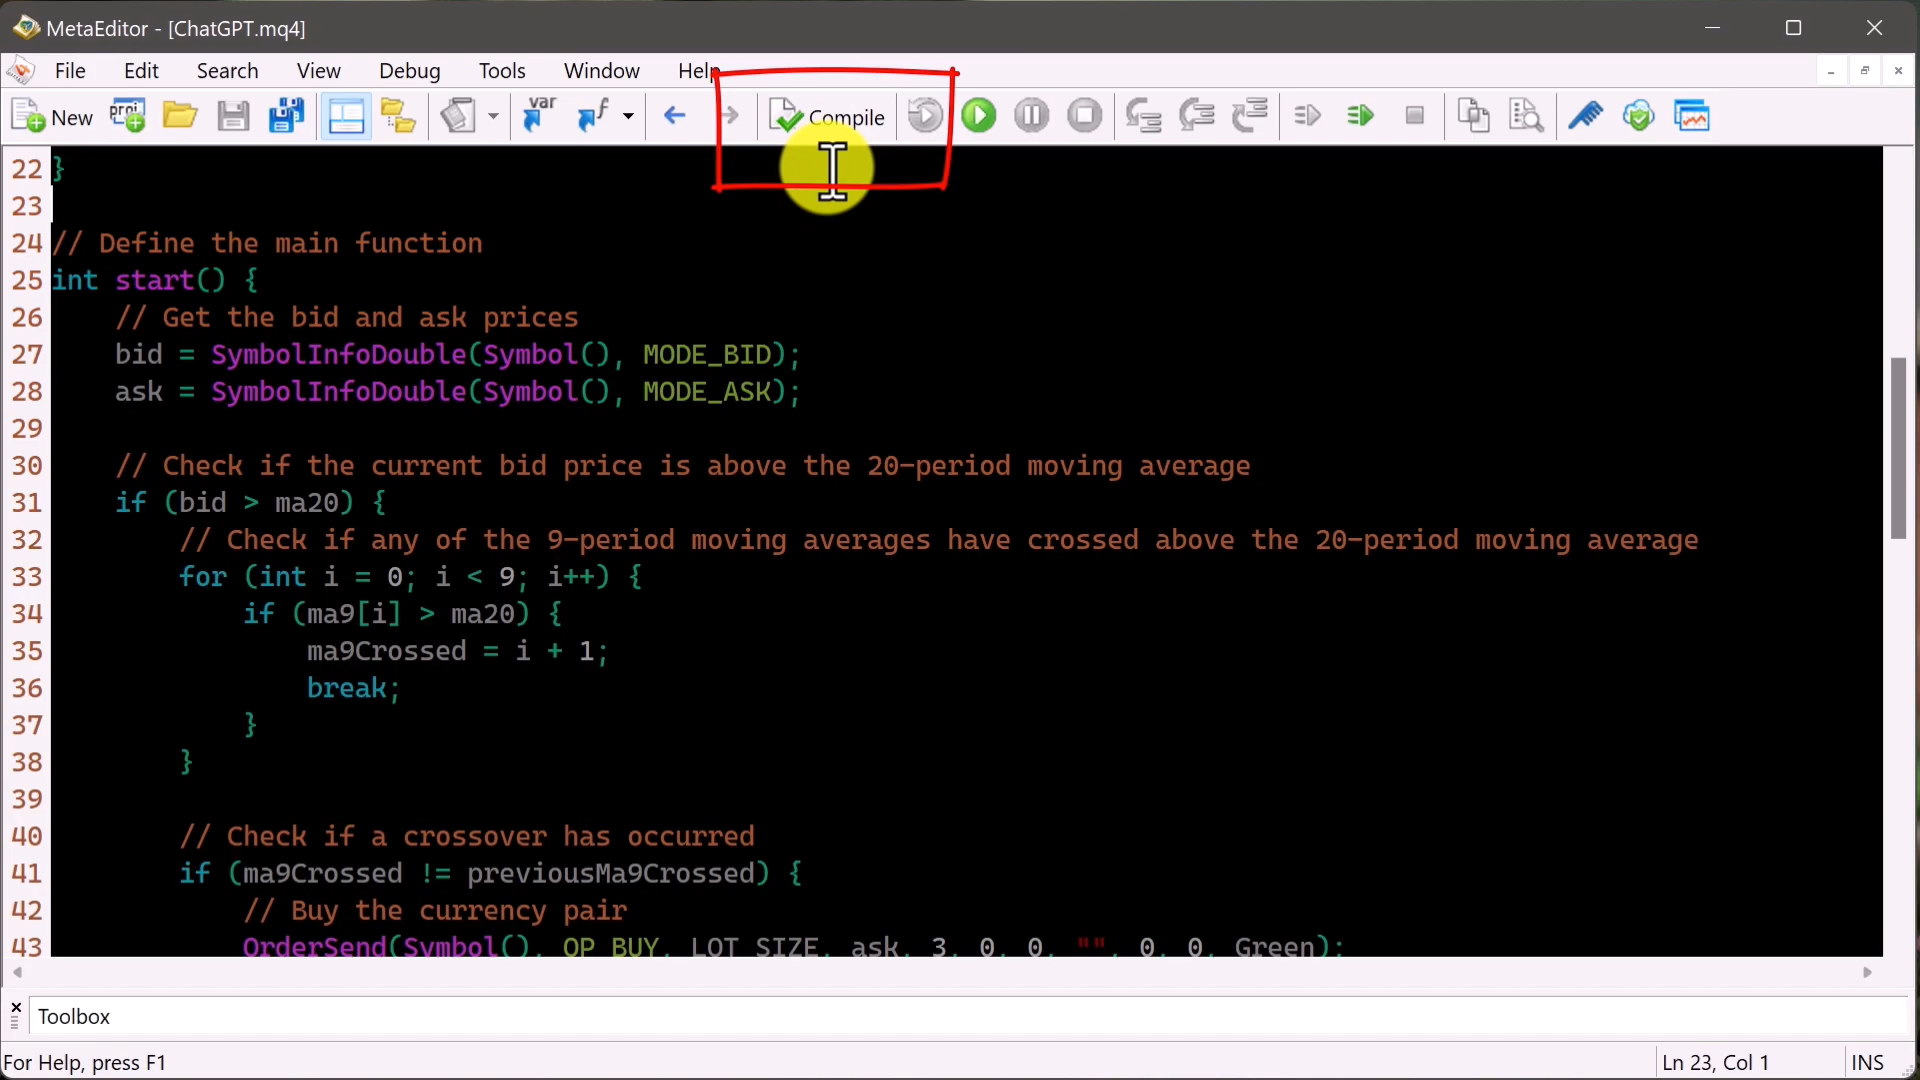 MetaEditor - [ChatGPT.mq4]
File Edit Search View Debug Tools Window Help
New proj var f Compile
22 }
23
24 // Define the main function
25 int start() {
26 // Get the bid and ask prices
27 bid = SymbolInfoDouble(Symbol(), MODE_BID);
28 ask = SymbolInfoDouble(Symbol(), MODE_ASK);
29
30 // Check if the current bid price is above the 20-period moving average
31 if (bid > ma20) {
32 // Check if any of the 9-period moving averages have crossed above the 20-period moving average
33 for (int i = 0; i < 9; i++) {
34 if (ma9[i] > ma20) {
35 ma9Crossed = i + 1;
36 break;
37 }
38 }
39
40 // Check if a crossover has occurred
41 if (ma9Crossed != previousMa9Crossed) {
42 // Buy the currency pair
43 OrderSend(Symbol(), OP_BUY, LOT_SIZE, ask, 3, 0, 0, "", 0, 0, Green);
Toolbox
For Help, press F1 Ln 23, Col 1 INS